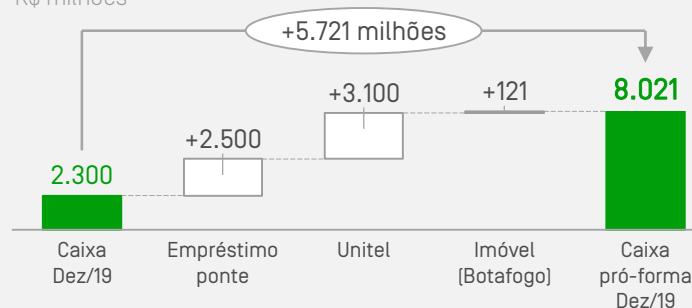 R$ milhões
+5.721 milhões
8.021
+3.100
+121
+2.500
2.300
Caixa
Dez/19
Empréstimo
ponte
Unitel
Imóvel
(Botafogo)
Caixa
pró-forma
Dez/19